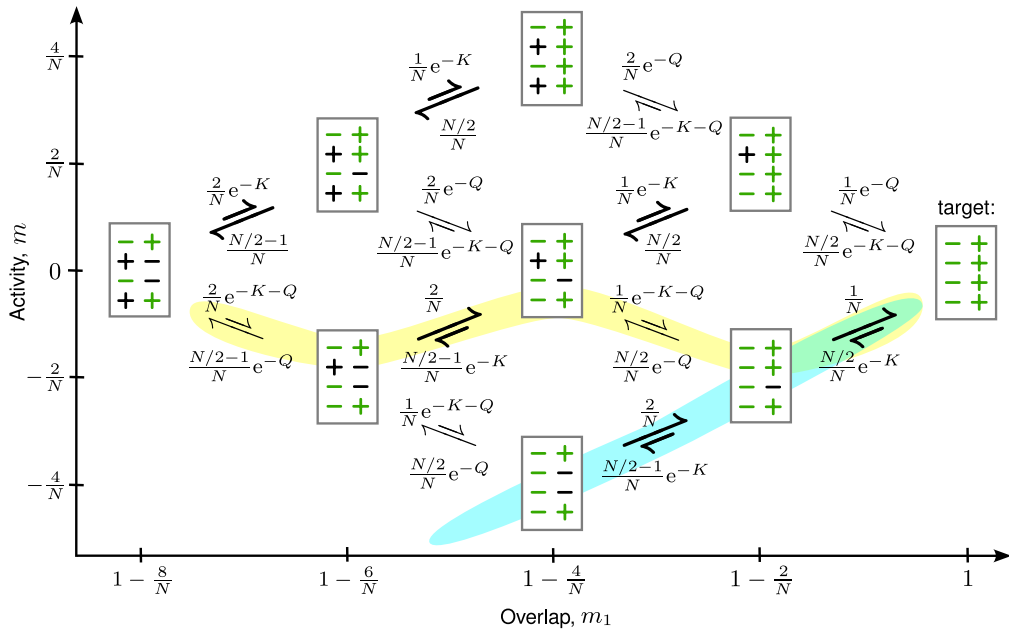 Activity, m
4/N
2/N
0
−2/N
−4/N
1/N e−K
N/2/N
2/N e−Q
N/2−1/N e−K−Q
2/N e−K
N/2−1/N
2/N e−Q
N/2−1/N e−K−Q
1/N e−K
N/2/N
1/N e−Q
N/2/N e−K−Q
target:
2/N e−K−Q
N/2−1/N e−Q
2/N
N/2−1/N e−K
1/N e−K−Q
N/2/N e−Q
1/N
N/2/N e−K
1/N e−K−Q
N/2/N e−Q
2/N
N/2−1/N e−K
− +
+ +
− +
+ +
− +
+ +
− −
+ +
− +
+ +
− +
− +
− +
+ −
− −
+ +
− +
+ +
− −
− +
− +
− +
− +
− +
− +
+ −
− −
− +
− +
− +
− −
− +
− +
− −
− −
− +
1 − 8/N
1 − 6/N
1 − 4/N
1 − 2/N
1
Overlap, m1